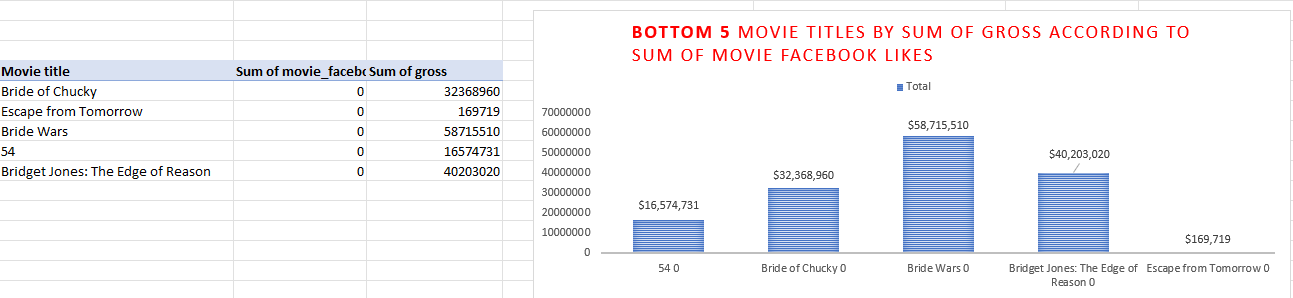 Movie title Sum of movie_facebo Sum of gross
Bride of Chucky 0 32368960
Escape from Tomorrow 0 169719
Bride Wars 0 58715510
54 0 16574731
Bridget Jones: The Edge of Reason 0 40203020
BOTTOM 5 MOVIE TITLES BY SUM OF GROSS ACCORDING TO
SUM OF MOVIE FACEBOOK LIKES
Total
70000000
60000000
50000000
40000000
30000000
20000000
10000000
0
$16,574,731
$32,368,960
$58,715,510
$40,203,020
$169,719
54 0
Bride of Chucky 0
Bride Wars 0
Bridget Jones: The Edge of
Reason 0
Escape from Tomorrow 0